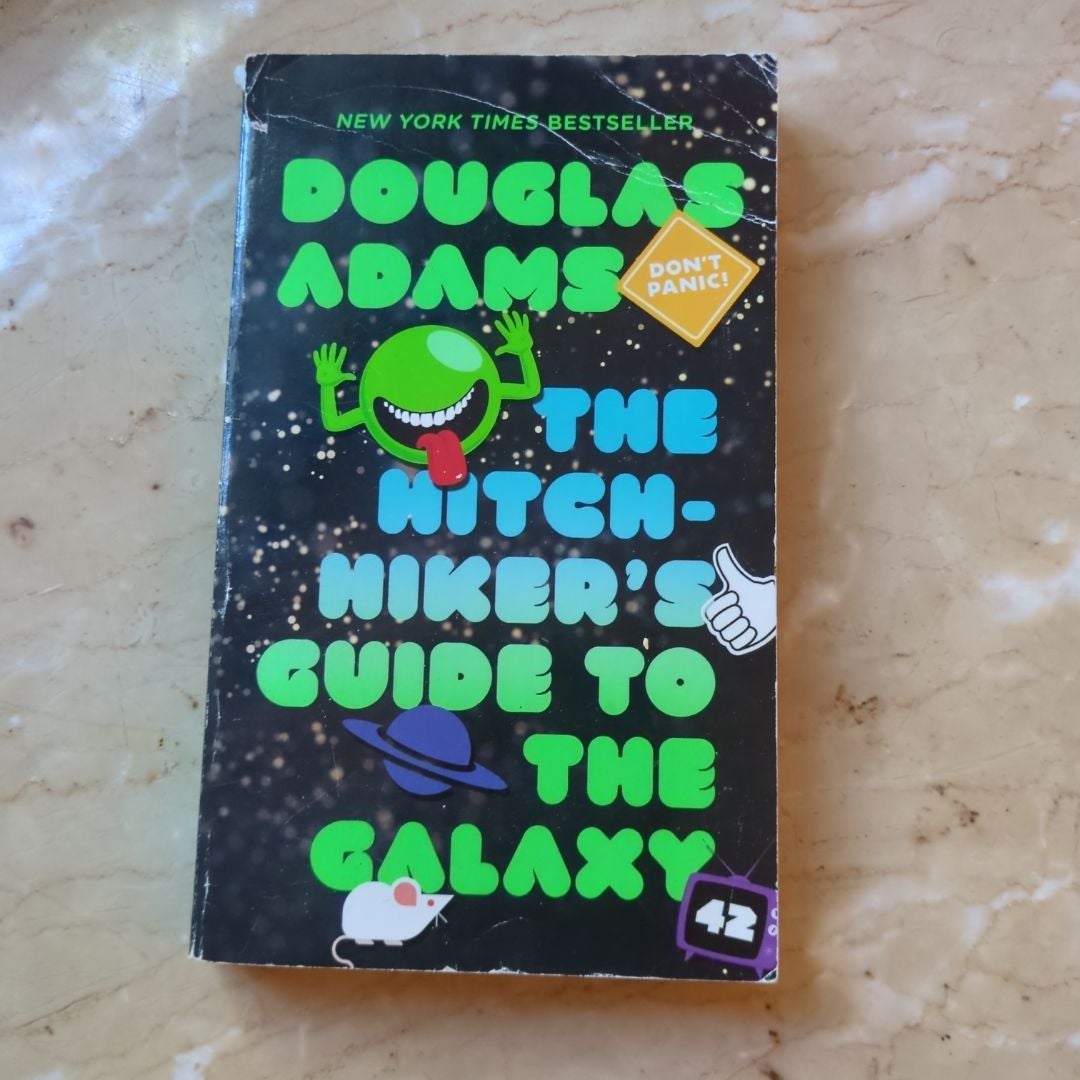 NEW YORK TIMES BESTSELLER
DOUGLAS
ADAMS
DON'T
PANIC!
THE
HITCH-
HIKER'S
GUIDE TO
THE
GALAXY
42